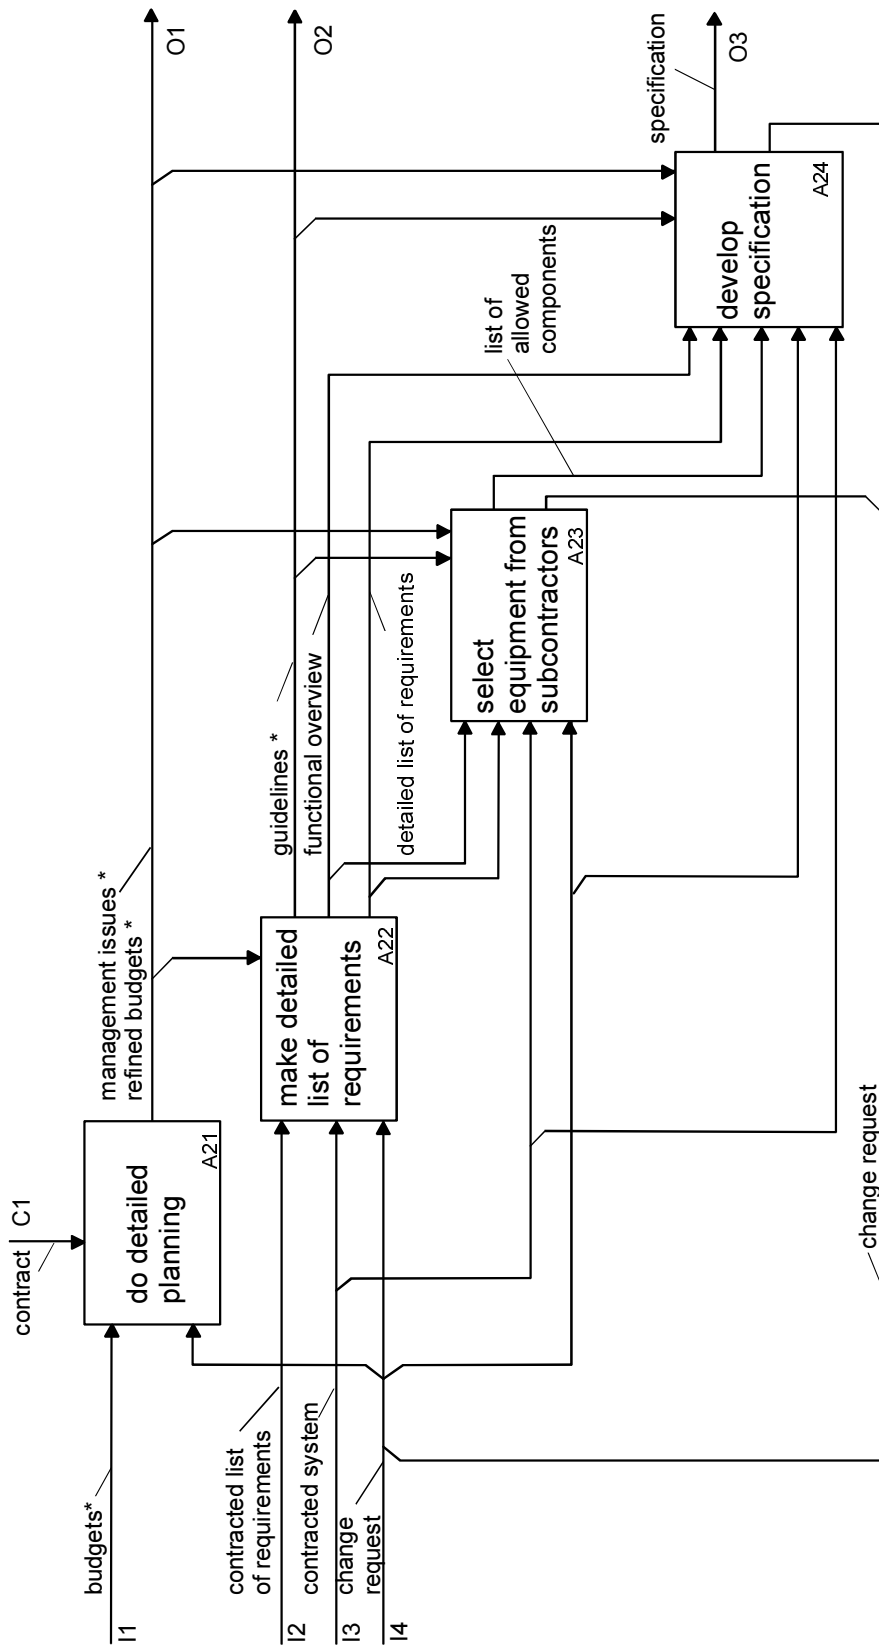 contract C1
do detailed
planning
A21
budgets*
I1
management issues *
refined budgets *
O1
contracted list
of requirements
I2
contracted system
I3
change
request
I4
make detailed
list of
requirements
A22
guidelines *
functional overview
detailed list of requirements
O2
select
equipment from
subcontractors
A23
list of
allowed
components
develop
specification
A24
specification
O3
change request